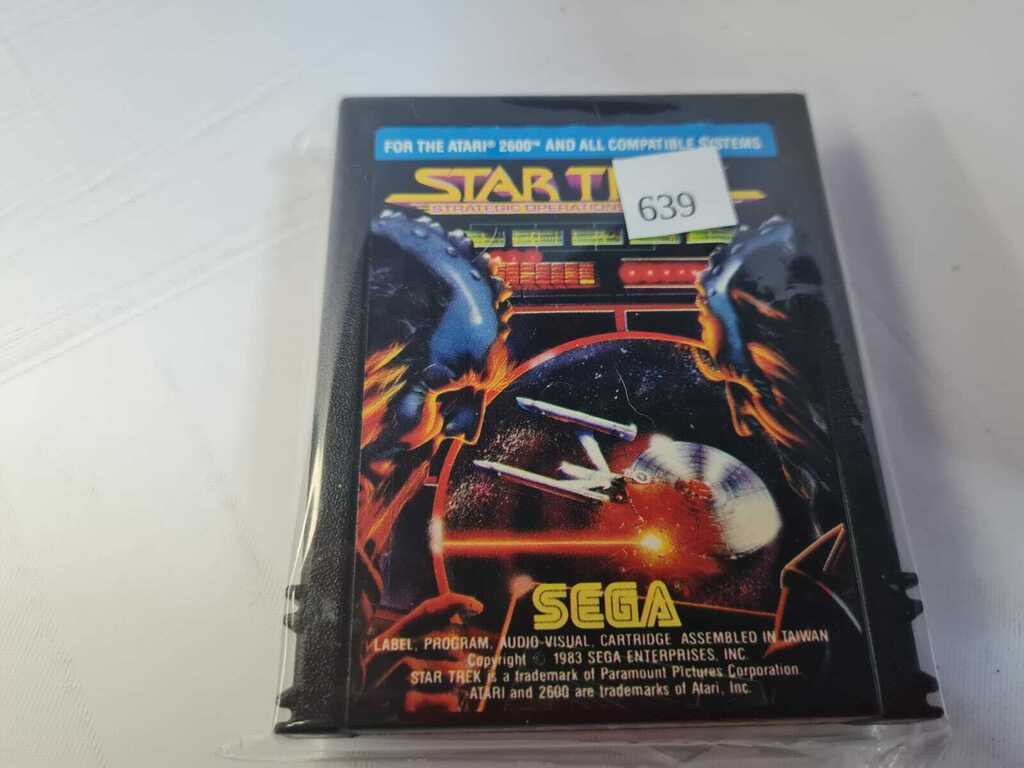 FOR THE ATARI® 2600™ AND ALL COMPATIBLE SYSTEMS
STAR
639
STRATEGIC OPERATIONS
SEGA
LABEL, PROGRAM, AUDIO-VISUAL, CARTRIDGE ASSEMBLED IN TAIWAN
Copyright © 1983 SEGA ENTERPRISES, INC.
STAR TREK is a trademark of Paramount Pictures Corporation.
ATARI and 2600 are trademarks of Atari, Inc.